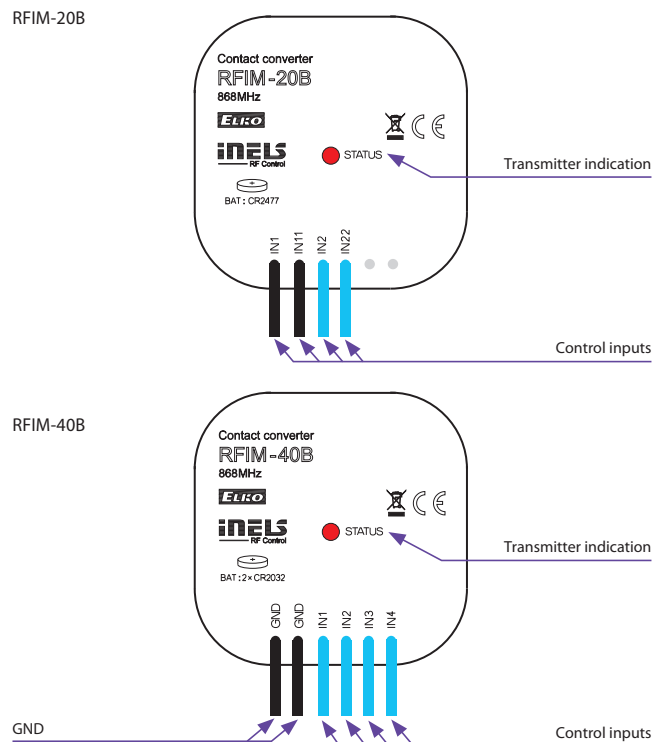 RFIM-20B
Contact converter
RFIM-20B
868MHz
ELKO
iNELS
RF Control
STATUS
Transmitter indication
BAT : CR2477
IN1
IN11
IN2
IN22
Control inputs
RFIM-40B
Contact converter
RFIM-40B
868MHz
ELKO
iNELS
RF Control
STATUS
Transmitter indication
BAT : 2×CR2032
GND
GND
IN1
IN2
IN3
IN4
GND
Control inputs